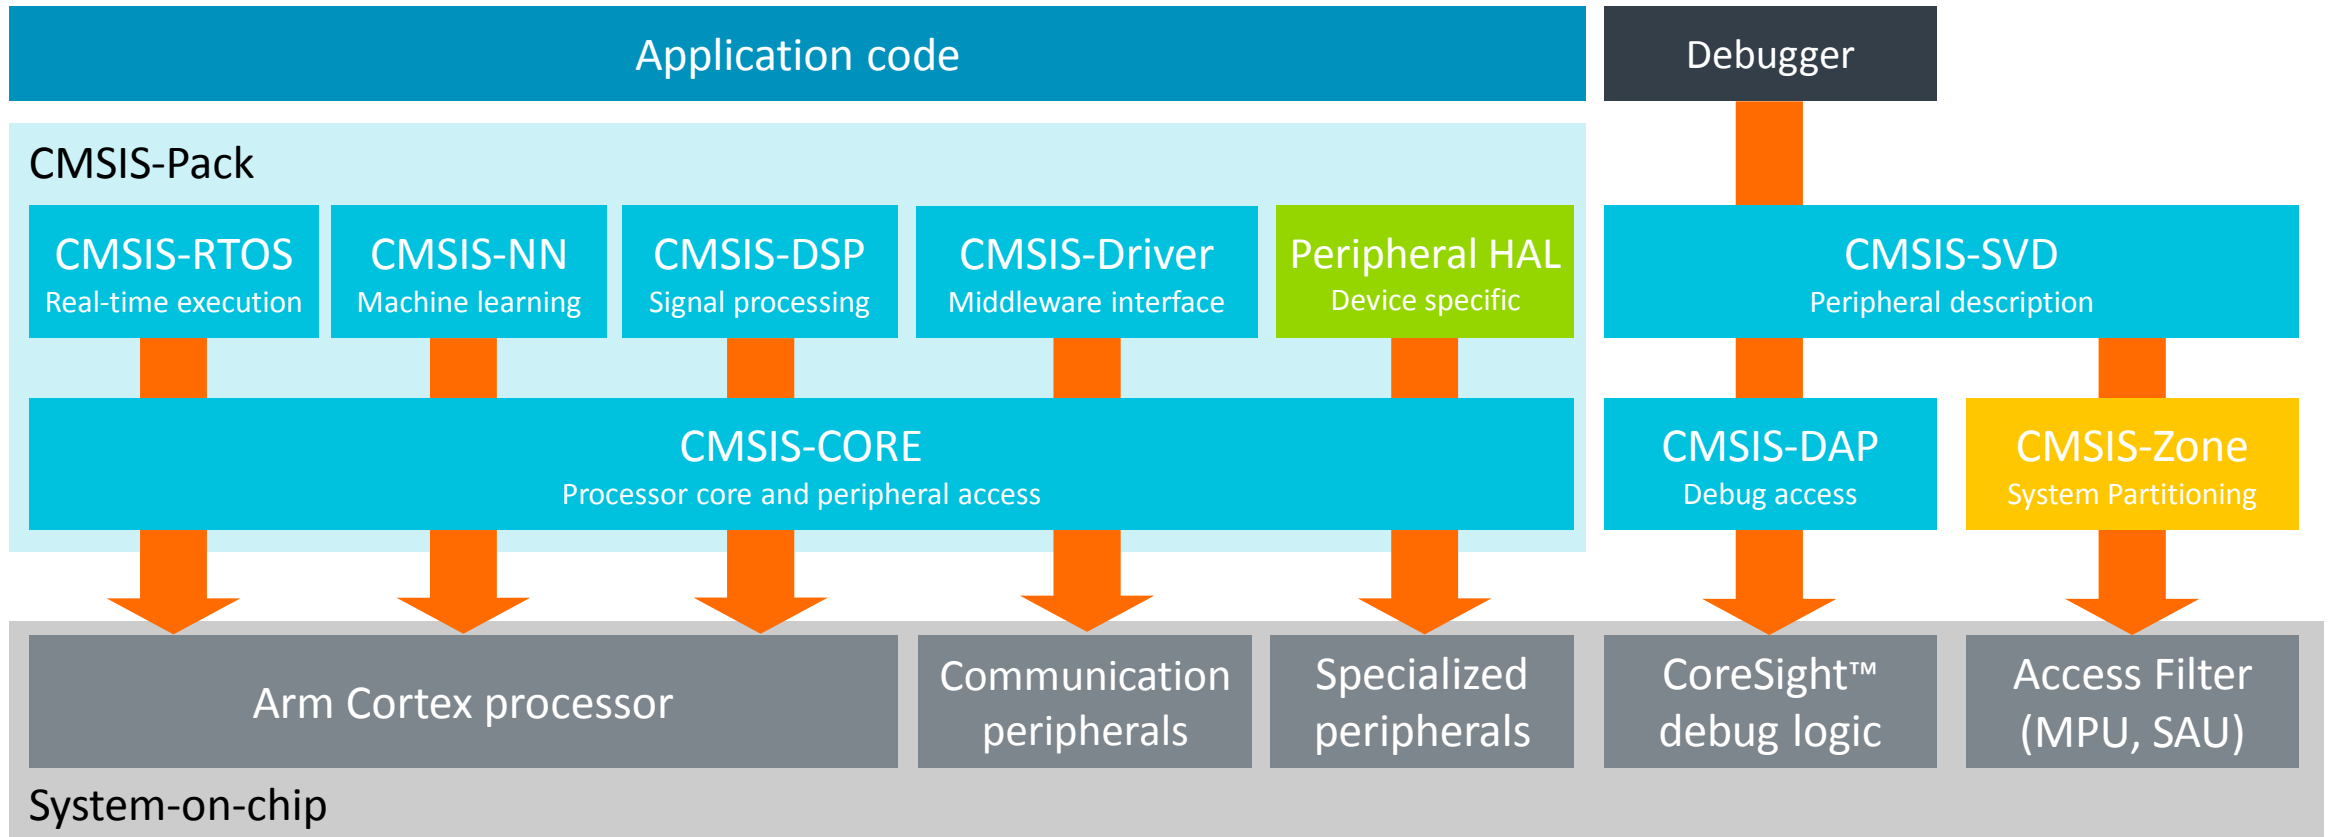 Application code
Debugger
CMSIS-Pack
CMSIS-RTOS
Real-time execution
CMSIS-NN
Machine learning
CMSIS-DSP
Signal processing
CMSIS-Driver
Middleware interface
Peripheral HAL
Device specific
CMSIS-SVD
Peripheral description
CMSIS-CORE
Processor core and peripheral access
CMSIS-DAP
Debug access
CMSIS-Zone
System Partitioning
Arm Cortex processor
Communication
peripherals
Specialized
peripherals
CoreSight™
debug logic
Access Filter
(MPU, SAU)
System-on-chip